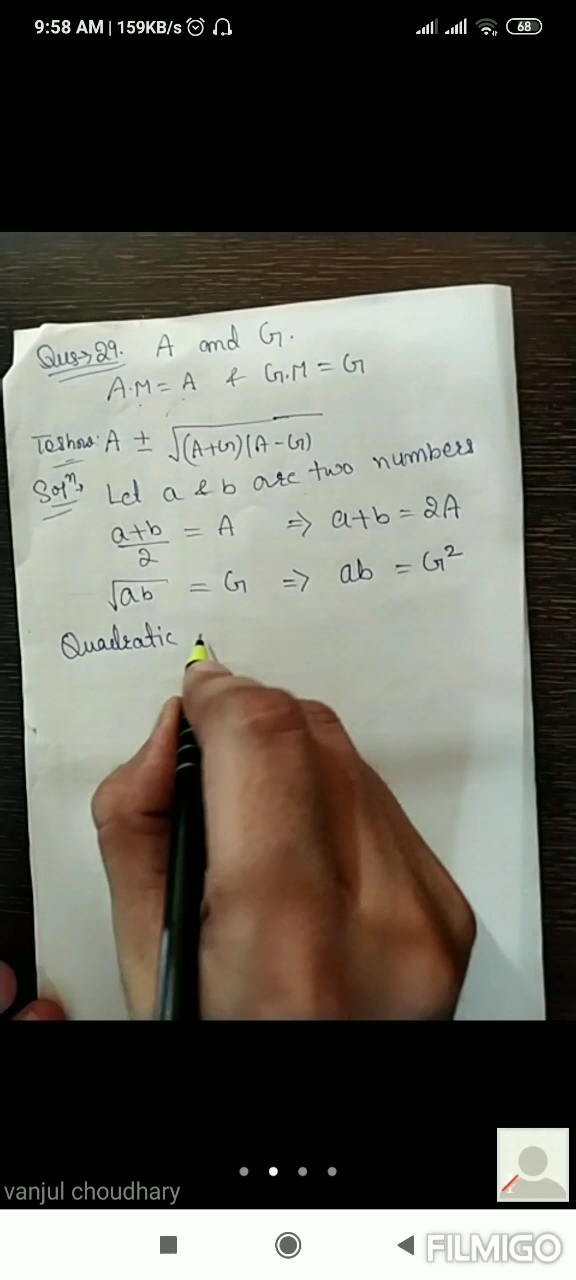 9:58 AM | 159KB/s
68
Ques→29. A and G.
A.M = A & G.M = G
To show: A ± √(A+G)(A-G)
Solⁿ→ Let a & b are two numbers
a+b/2 = A ⇒ a+b = 2A
√ab = G ⇒ ab = G²
Quadratic
vanjul choudhary
FILMIGO